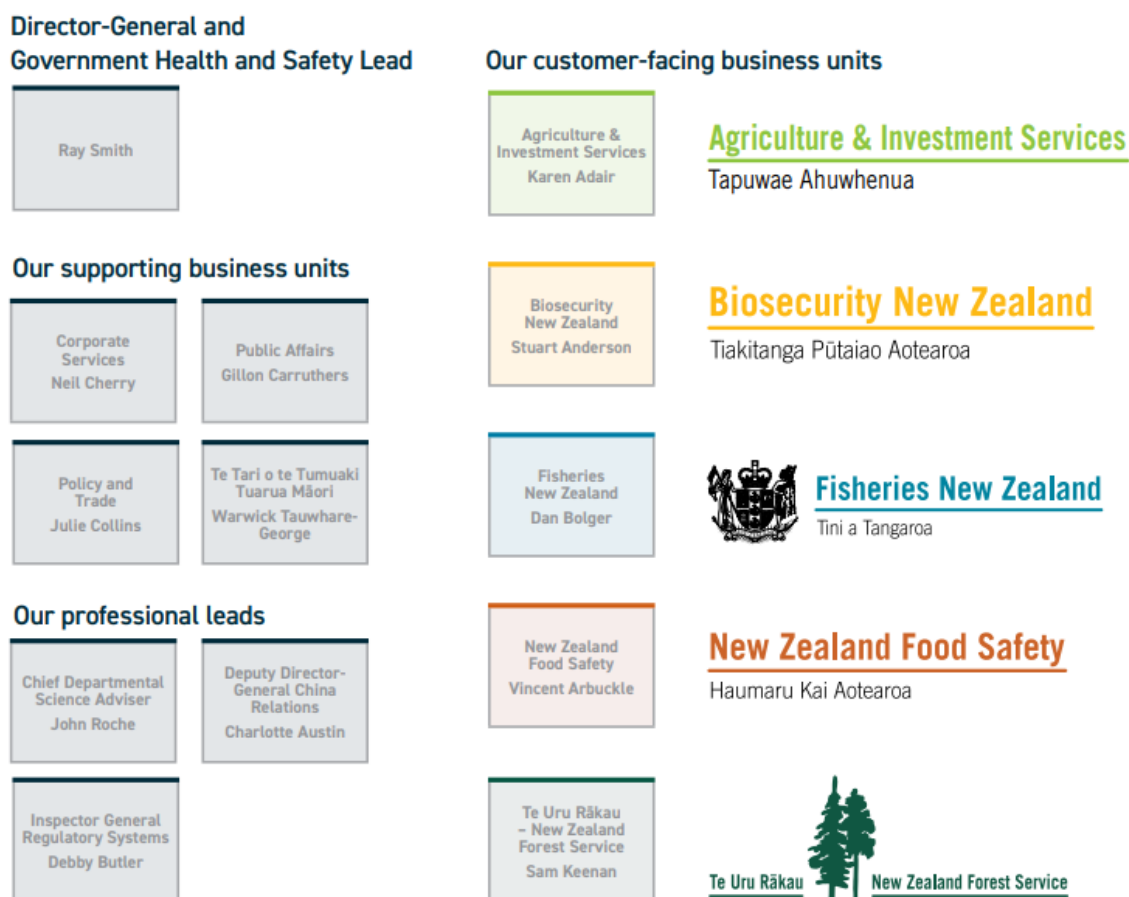 Director-General and
Government Health and Safety Lead
Ray Smith
Our supporting business units
Corporate
Services
Neil Cherry
Public Affairs
Gillon Carruthers
Policy and
Trade
Julie Collins
Te Tari o te Tumuaki
Tuarua Māori
Warwick Tauwhare-
George
Our professional leads
Chief Departmental
Science Adviser
John Roche
Deputy Director-
General China
Relations
Charlotte Austin
Inspector General
Regulatory Systems
Debby Butler
Our customer-facing business units
Agriculture &
Investment Services
Karen Adair
Agriculture & Investment Services
Tapuwae Ahuwhenua
Biosecurity
New Zealand
Stuart Anderson
Biosecurity New Zealand
Tiakitanga Pūtaiao Aotearoa
Fisheries
New Zealand
Dan Bolger
Fisheries New Zealand
Tini a Tangaroa
New Zealand
Food Safety
Vincent Arbuckle
New Zealand Food Safety
Haumaru Kai Aotearoa
Te Uru Rākau
– New Zealand
Forest Service
Sam Keenan
Te Uru Rākau New Zealand Forest Service